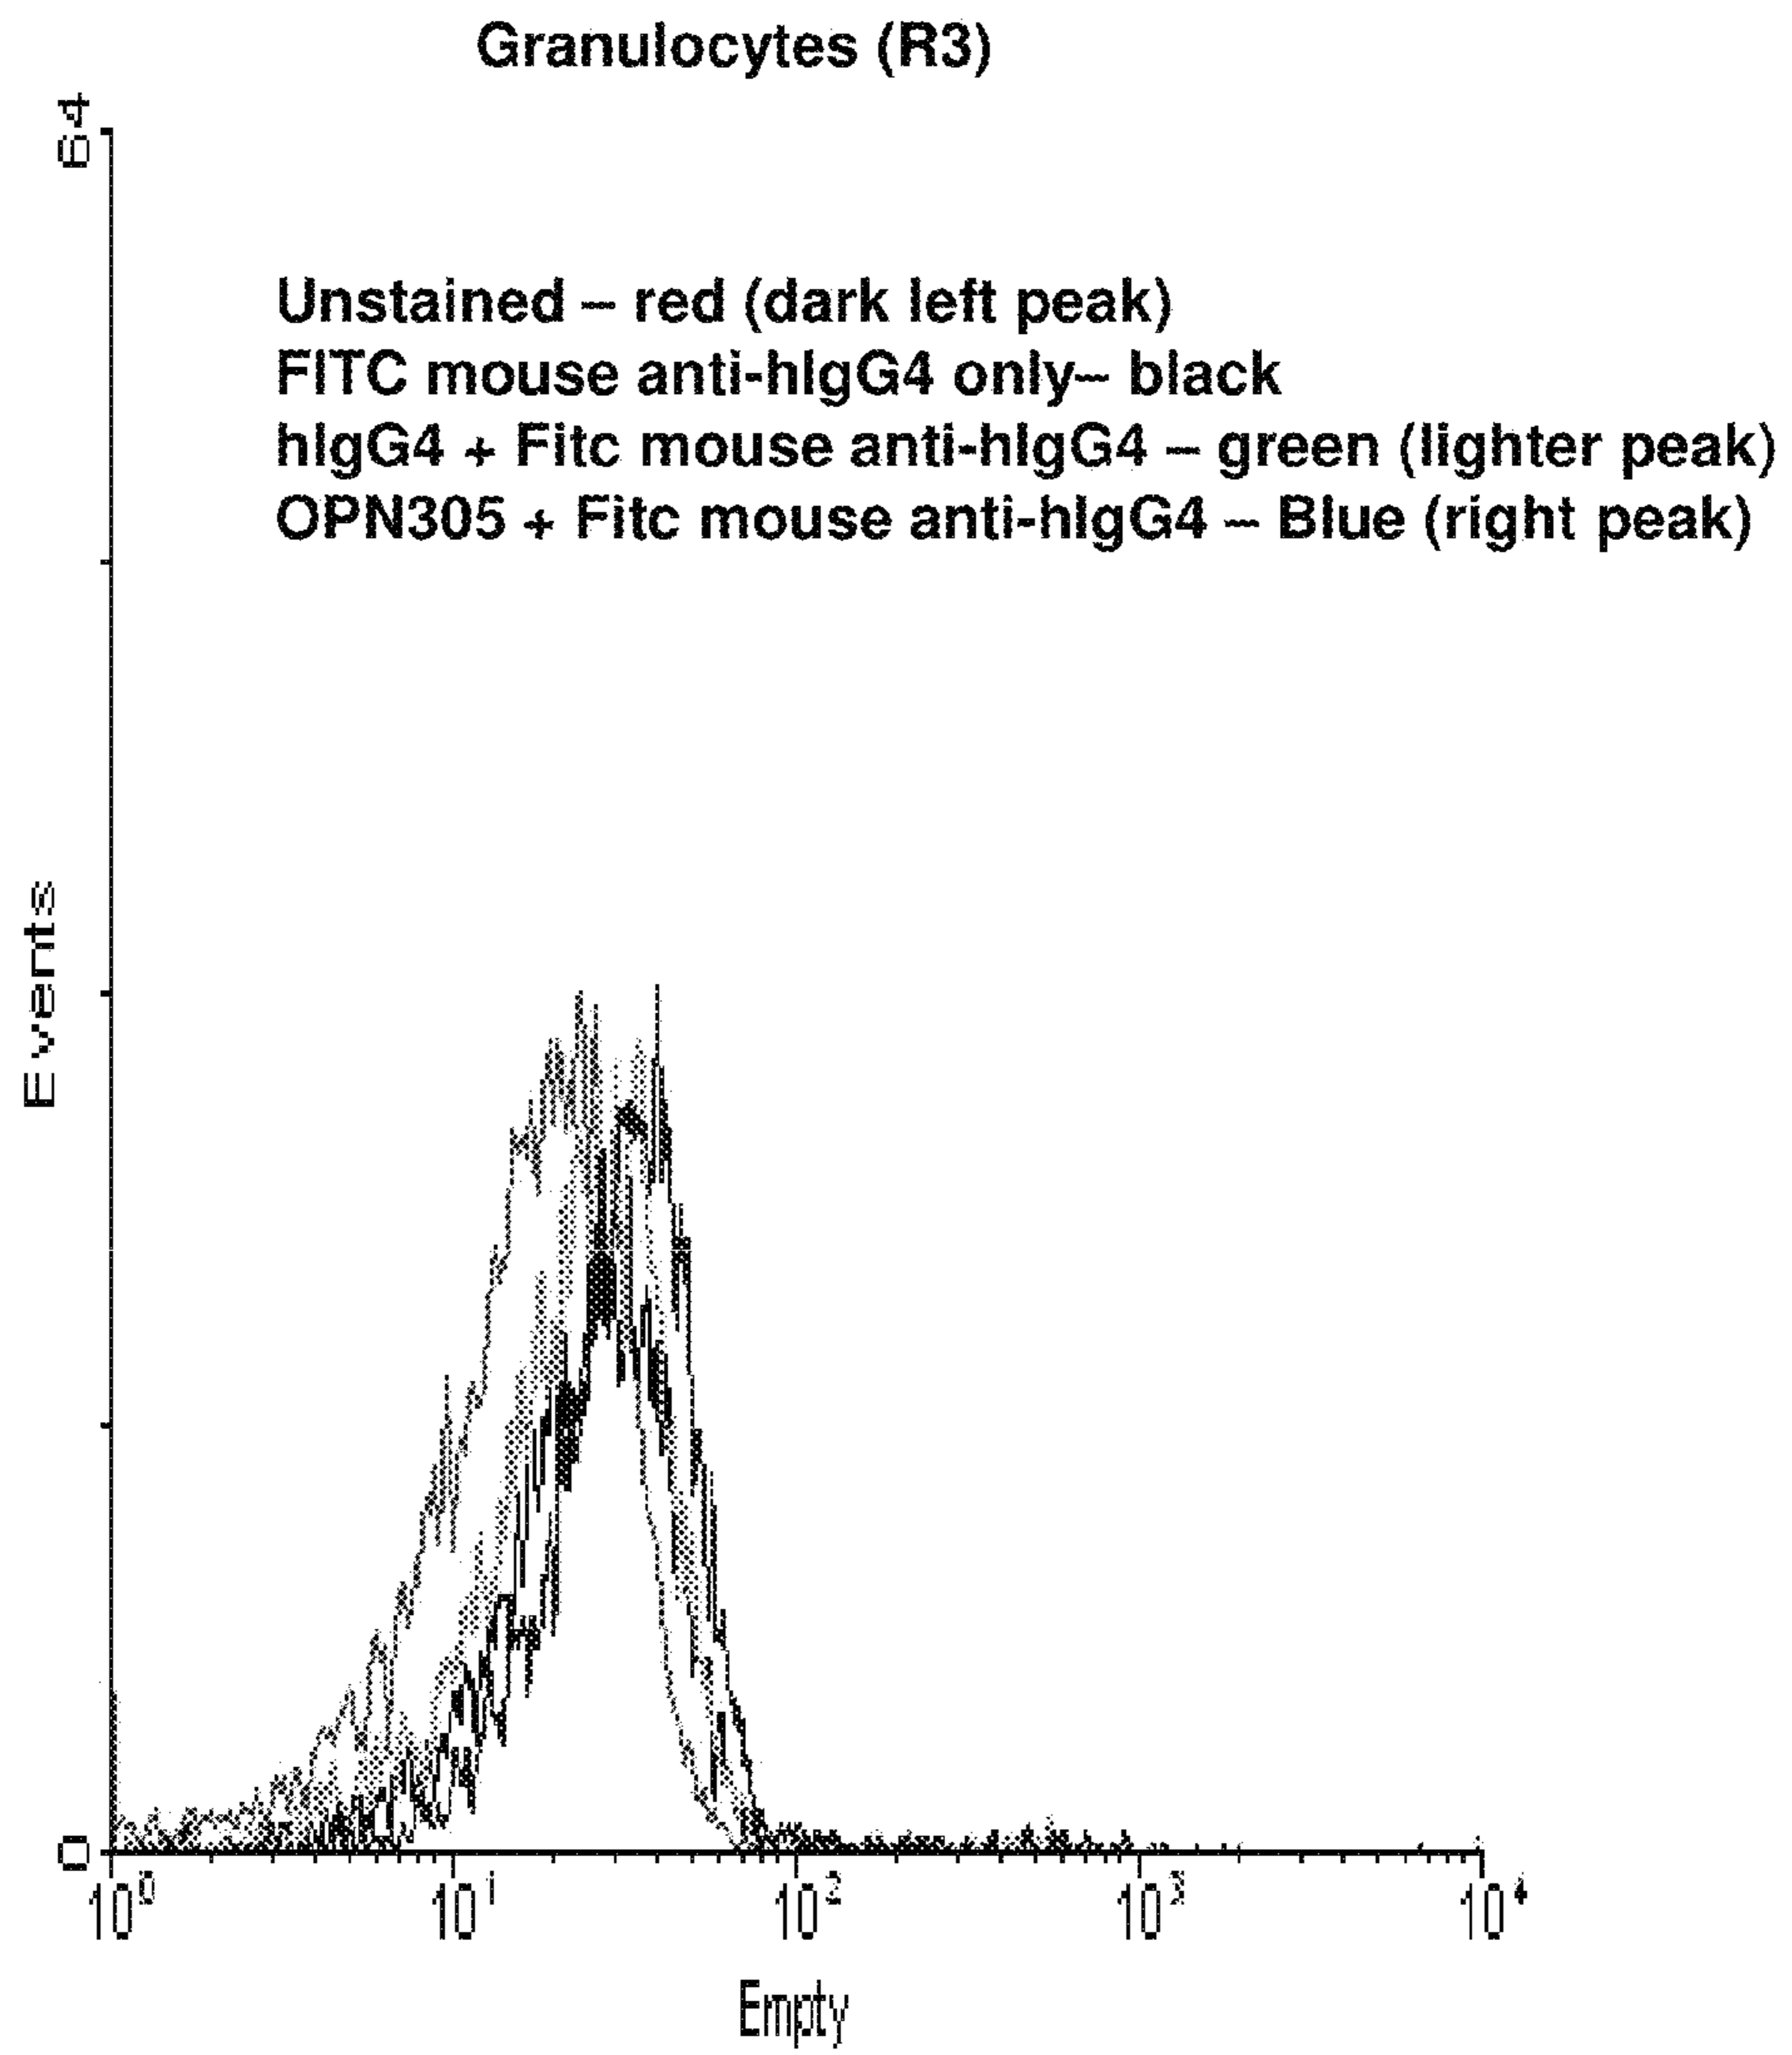 Granulocytes (R3)
64
Unstained – red (dark left peak)
FITC mouse anti-hIgG4 only– black
hIgG4 + Fitc mouse anti-hIgG4 – green (lighter peak)
OPN305 + Fitc mouse anti-hIgG4 – Blue (right peak)
Events
0
10⁰ 10¹ 10² 10³ 10⁴
Empty